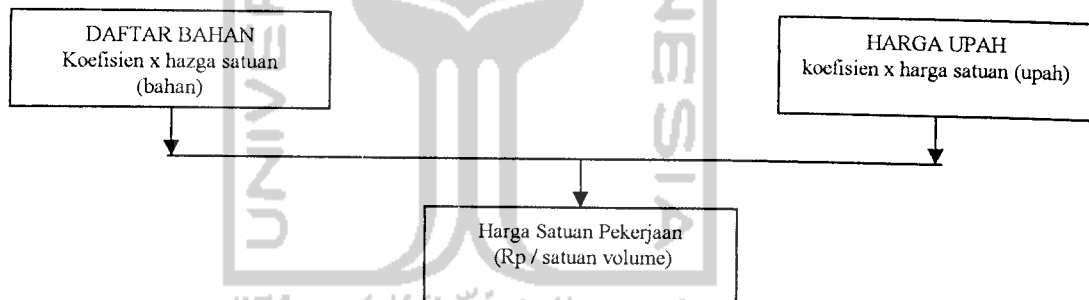 DAFTAR BAHAN
Koefisien x hazga satuan
(bahan)
HARGA UPAH
koefisien x harga satuan (upah)
Harga Satuan Pekerjaan
(Rp / satuan volume)